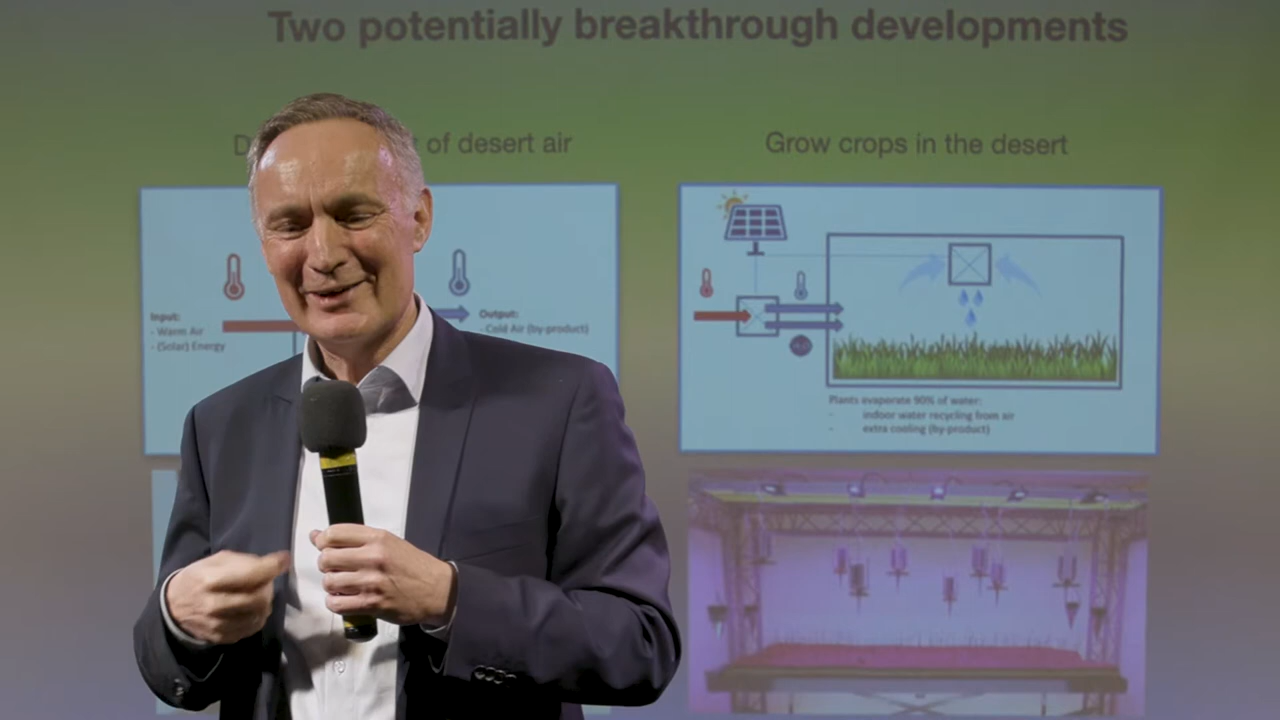 Two potentially breakthrough developments
of desert air
Grow crops in the desert
Input:
- Warm Air
- (Solar) Energy
Output:
- Cold Air (by-product)
Plants evaporate 90% of water:
- indoor water recycling from air
- extra cooling (by-product)